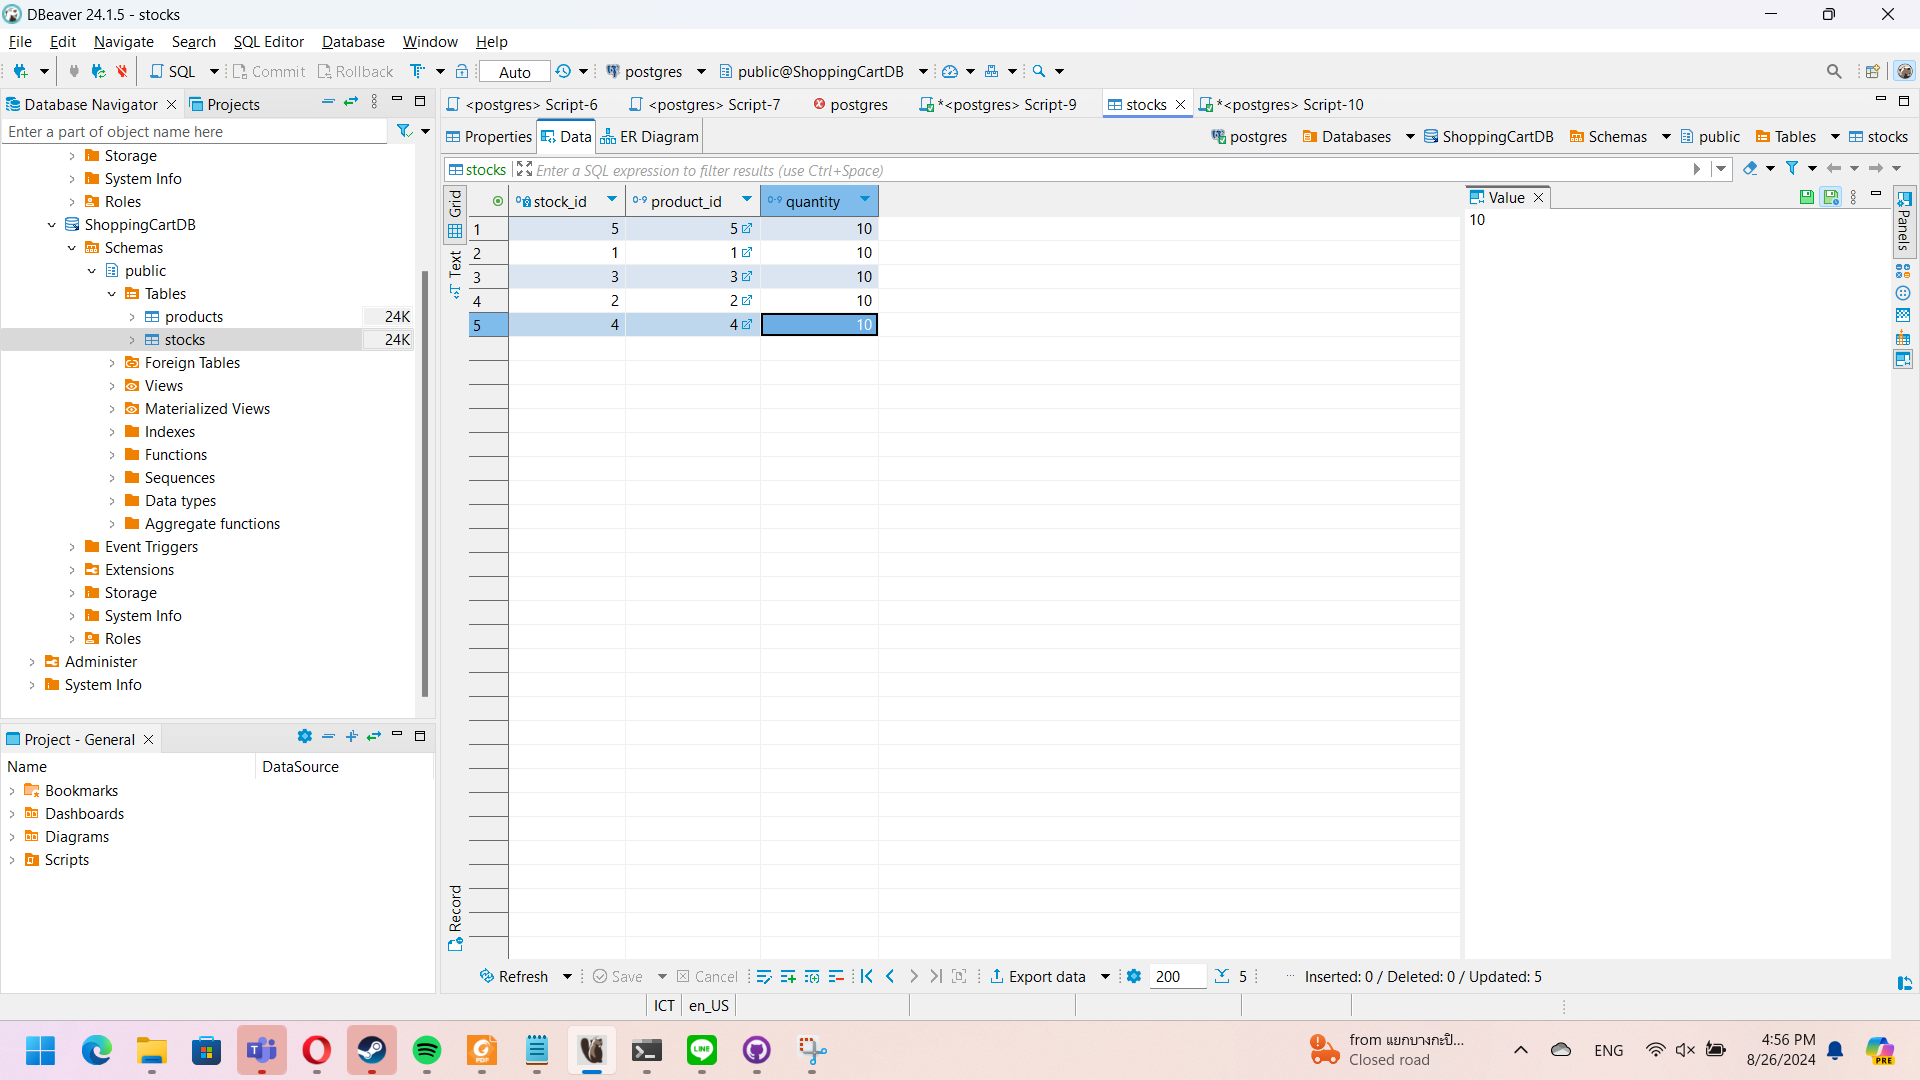 DBeaver 24.1.5 - stocks
File Edit Navigate Search SQL Editor Database Window Help
SQL Commit Rollback Auto postgres public@ShoppingCartDB
Database Navigator Projects
Enter a part of object name here
Storage
System Info
Roles
ShoppingCartDB
Schemas
public
Tables
products 24K
stocks 24K
Foreign Tables
Views
Materialized Views
Indexes
Functions
Sequences
Data types
Aggregate functions
Event Triggers
Extensions
Storage
System Info
Roles
Administer
System Info
Project - General
Name DataSource
Bookmarks
Dashboards
Diagrams
Scripts
<postgres> Script-6 <postgres> Script-7 postgres *<postgres> Script-9 stocks *<postgres> Script-10
Properties Data ER Diagram postgres Databases ShoppingCartDB Schemas public Tables stocks
stocks Enter a SQL expression to filter results (use Ctrl+Space)
Grid
Text
Record
stock_id product_id quantity
1 5 5 10
2 1 1 10
3 3 3 10
4 2 2 10
5 4 4 10
Value
10
Panels
Refresh Save Cancel Export data 200 5 Inserted: 0 / Deleted: 0 / Updated: 5
ICT en_US
from แยกบางกะปิ...
Closed road
ENG
4:56 PM
8/26/2024
PDF
LINE
PRE